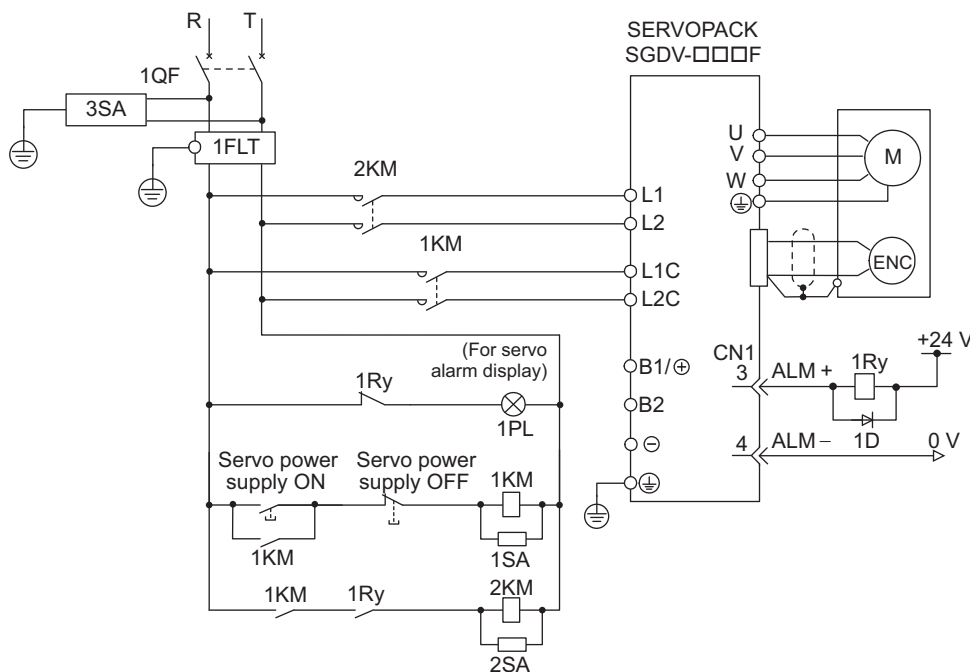 R T
SERVOPACK
SGDV-□□□F
1QF
3SA
1FLT
U
V
M
W
2KM
L1
L2
1KM
L1C
ENC
L2C
(For servo
alarm display)
+24 V
CN1
1Ry
B1/⊕
3 ALM +
1Ry
1PL
B2
1D
4 ALM − 0 V
⊖
Servo power
supply ON
Servo power
supply OFF
1KM
1KM
1SA
1KM
1Ry
2KM
2SA